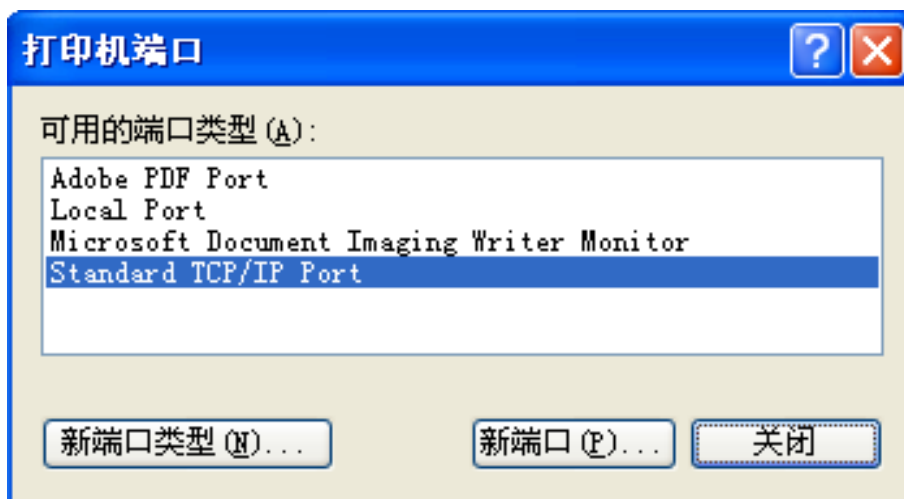 打印机端口
可用的端口类型(A):
Adobe PDF Port
Local Port
Microsoft Document Imaging Writer Monitor
Standard TCP/IP Port
新端口类型(N)... 新端口(P)... 关闭